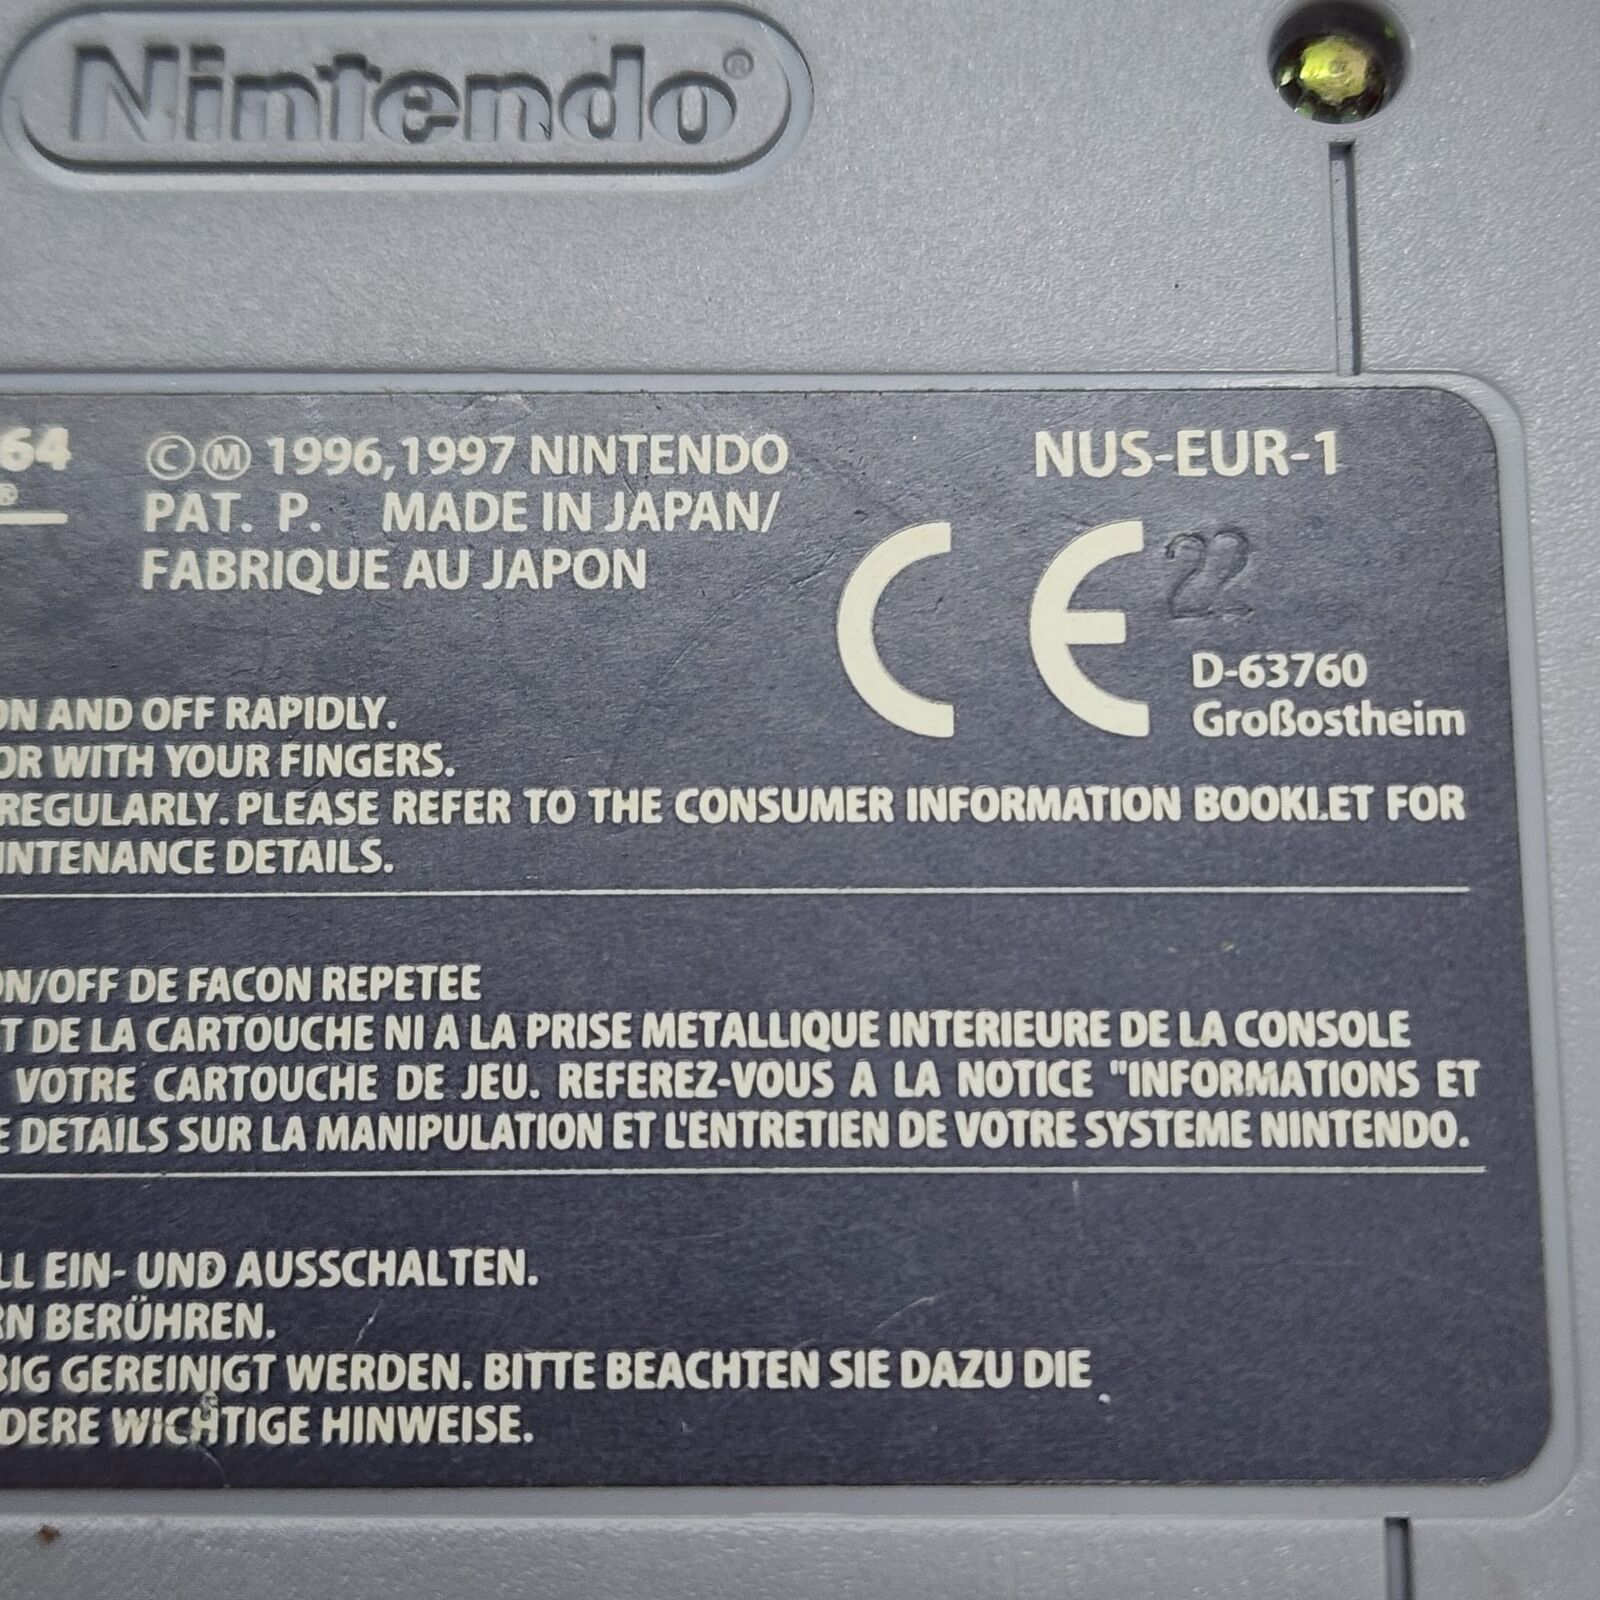 Nintendo®
64
®
©Ⓜ 1996,1997 NINTENDO
PAT. P. MADE IN JAPAN/
FABRIQUE AU JAPON
NUS-EUR-1
CE
22
D-63760
Großostheim
ON AND OFF RAPIDLY.
OR WITH YOUR FINGERS.
REGULARLY. PLEASE REFER TO THE CONSUMER INFORMATION BOOKLET FOR
INTENANCE DETAILS.
ON/OFF DE FACON REPETEE
T DE LA CARTOUCHE NI A LA PRISE METALLIQUE INTERIEURE DE LA CONSOLE
VOTRE CARTOUCHE DE JEU. REFEREZ-VOUS A LA NOTICE "INFORMATIONS ET
E DETAILS SUR LA MANIPULATION ET L'ENTRETIEN DE VOTRE SYSTEME NINTENDO.
LL EIN- UND AUSSCHALTEN.
RN BERÜHREN.
ßIG GEREINIGT WERDEN. BITTE BEACHTEN SIE DAZU DIE
DERE WICHTIGE HINWEISE.